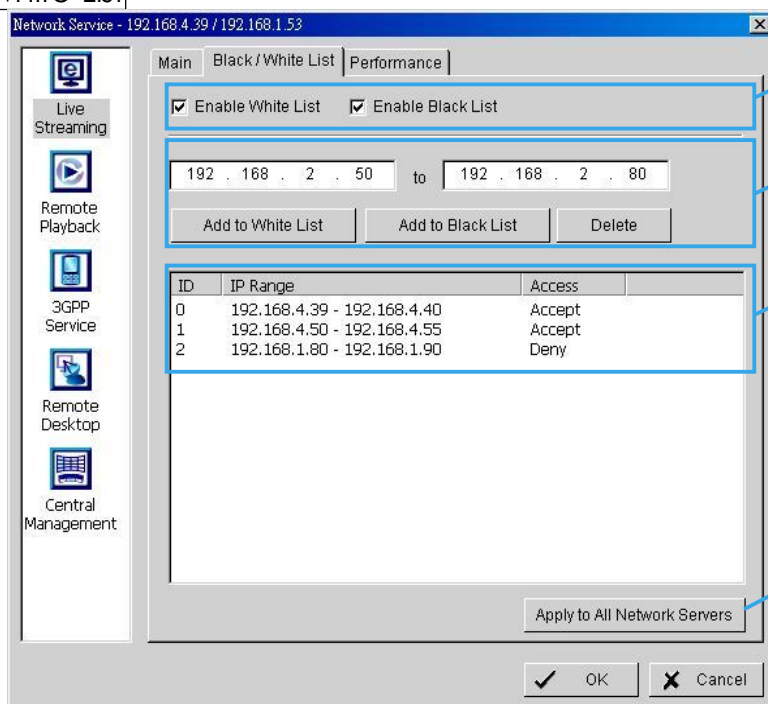 Network Service - 192.168.4.39 / 192.168.1.53
Main Black / White List Performance
Live
Streaming
Remote
Playback
3GPP
Service
Remote
Desktop
Central
Management
Enable White List Enable Black List
192 . 168 . 2 . 50 to 192 . 168 . 2 . 80
Add to White List Add to Black List Delete
ID IP Range Access
0 192.168.4.39 - 192.168.4.40 Accept
1 192.168.4.50 - 192.168.4.55 Accept
2 192.168.1.80 - 192.168.1.90 Deny
Apply to All Network Servers
OK Cancel